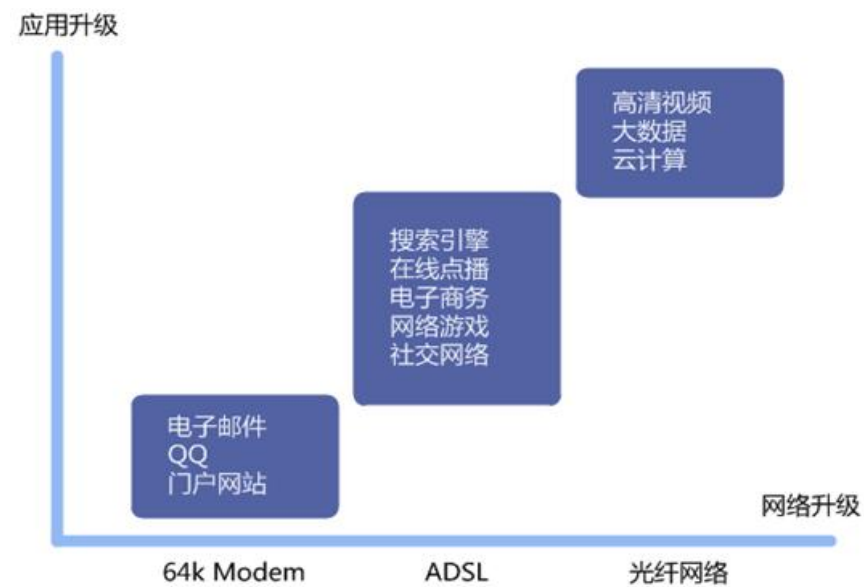 应用升级
高清视频
大数据
云计算
搜索引擎
在线点播
电子商务
网络游戏
社交网络
电子邮件
QQ
门户网站
网络升级
64k Modem
ADSL
光纤网络